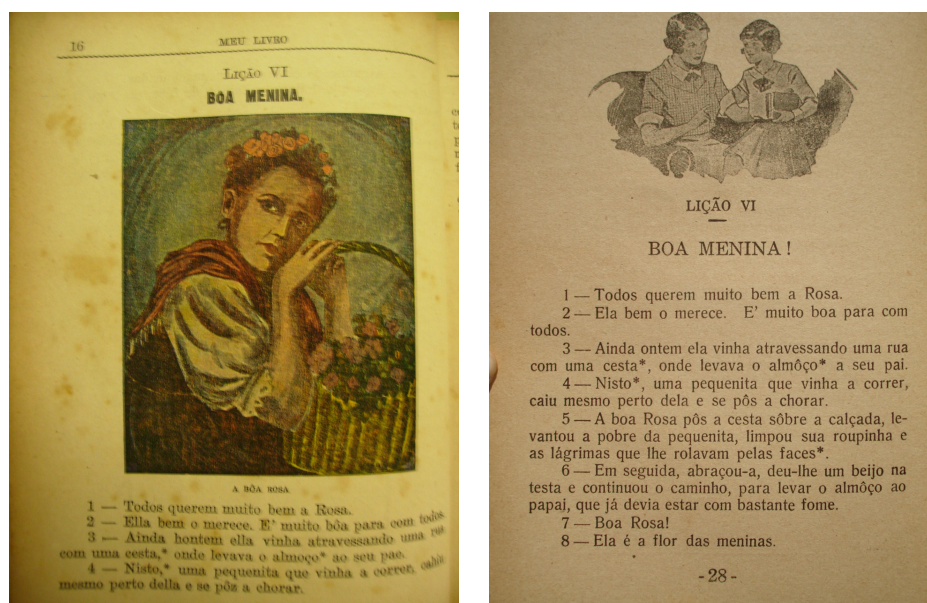 16
MEU LIVRO
Lição VI
BÔA MENINA.
A BÔA ROSA
1 — Todos querem muito bem a Rosa.
2 — Ella bem o merece. E' muito bôa para com todos.
3 — Ainda hontem ella vinha atravessando uma rua
com uma cesta,* onde levava o almoço* ao seu pae.
4 — Nisto,* uma pequenita que vinha a correr, cahiu
mesmo perto della e se pôz a chorar.
LIÇÃO VI
BOA MENINA!
1 — Todos querem muito bem a Rosa.
2 — Ela bem o merece. E' muito boa para com
todos.
3 — Ainda ontem ela vinha atravessando uma rua
com uma cesta*, onde levava o almôço* a seu pai.
4 — Nisto*, uma pequenita que vinha a correr,
caiu mesmo perto dela e se pôs a chorar.
5 — A boa Rosa pôs a cesta sôbre a calçada, le-
vantou a pobre da pequenita, limpou sua roupinha e
as lágrimas que lhe rolavam pelas faces*.
6 — Em seguida, abraçou-a, deu-lhe um beijo na
testa e continuou o caminho, para levar o almôço ao
papai, que já devia estar com bastante fome.
7 — Boa Rosa!
8 — Ela é a flor das meninas.
-28-